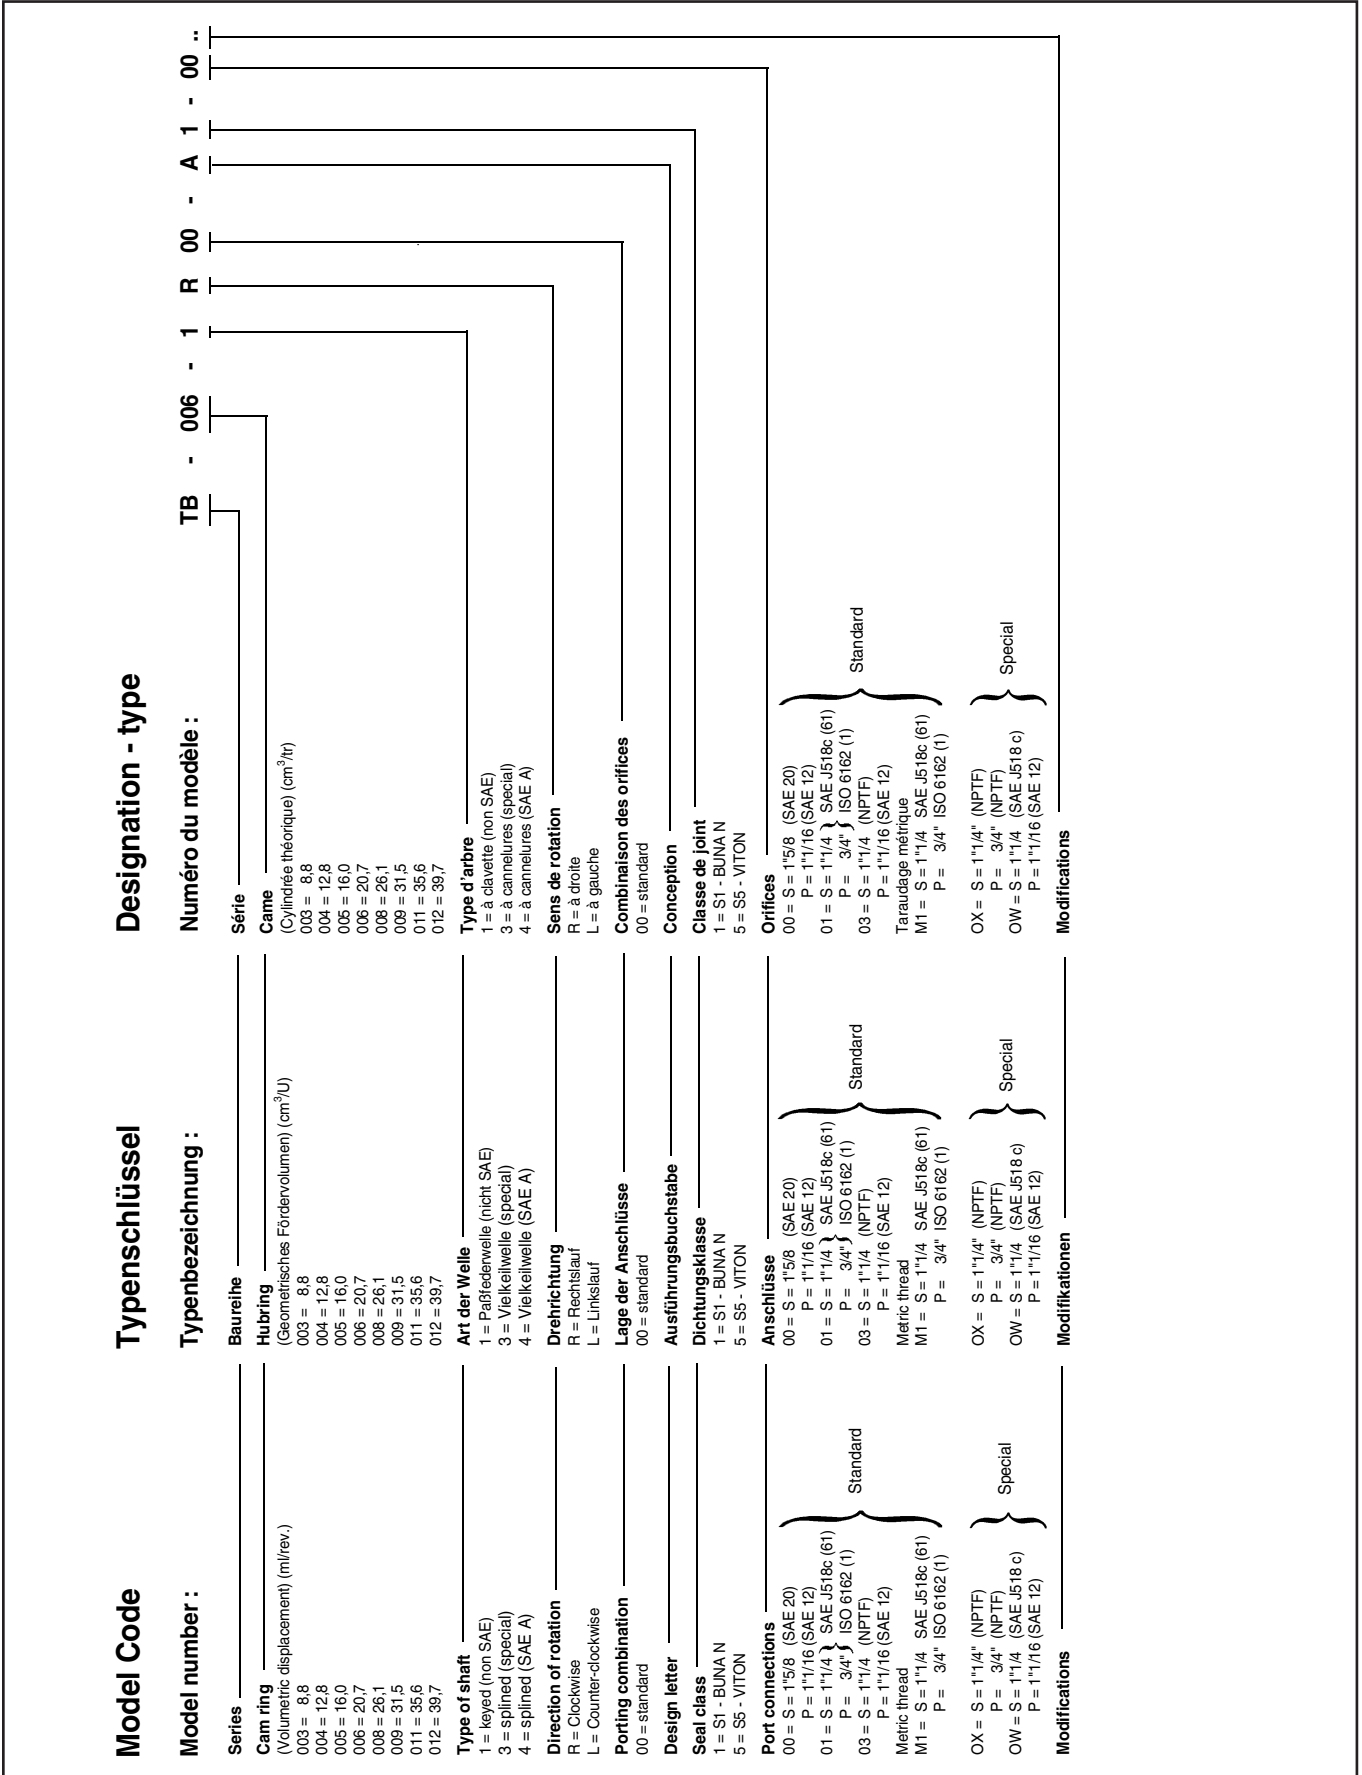 Model Code
Typenschlüssel
Designation - type
Model number :
Typenbezeichnung :
Numéro du modèle :
TB - 006 - 1 R 00 - A 1 - 00 ..
Series
Cam ring
(Volumetric displacement) (ml/rev.)
003 = 8,8
004 = 12,8
005 = 16,0
006 = 20,7
008 = 26,1
009 = 31,5
011 = 35,6
012 = 39,7
Type of shaft
1 = keyed (non SAE)
3 = splined (special)
4 = splined (SAE A)
Direction of rotation
R = Clockwise
L = Counter-clockwise
Porting combination
00 = standard
Design letter
Seal class
1 = S1 - BUNA N
5 = S5 - VITON
Port connections
00 = S = 1"5/8 (SAE 20)
P = 1"1/16 (SAE 12)
01 = S = 1"1/4 } SAE J518c (61)
P = 3/4" } ISO 6162 (1)
03 = S = 1"1/4 (NPTF)
P = 1"1/16 (SAE 12)
Metric thread
M1 = S = 1"1/4 SAE J518c (61)
P = 3/4" ISO 6162 (1)
Standard
OX = S = 1"1/4" (NPTF)
P = 3/4" (NPTF)
OW = S = 1"1/4 (SAE J518 c)
P = 1"1/16 (SAE 12)
Special
Modifications
Baureihe
Hubring
(Geometrisches Fördervolumen) (cm³/U)
003 = 8,8
004 = 12,8
005 = 16,0
006 = 20,7
008 = 26,1
009 = 31,5
011 = 35,6
012 = 39,7
Art der Welle
1 = Paßfederwelle (nicht SAE)
3 = Vielkeilwelle (special)
4 = Vielkeilwelle (SAE A)
Drehrichtung
R = Rechtslauf
L = Linkslauf
Lage der Anschlüsse
00 = standard
Ausführungsbuchstabe
Dichtungsklasse
1 = S1 - BUNA N
5 = S5 - VITON
Anschlüsse
00 = S = 1"5/8 (SAE 20)
P = 1"1/16 (SAE 12)
01 = S = 1"1/4 } SAE J518c (61)
P = 3/4" } ISO 6162 (1)
03 = S = 1"1/4 (NPTF)
P = 1"1/16 (SAE 12)
Metric thread
M1 = S = 1"1/4 SAE J518c (61)
P = 3/4" ISO 6162 (1)
Standard
OX = S = 1"1/4" (NPTF)
P = 3/4" (NPTF)
OW = S = 1"1/4 (SAE J518 c)
P = 1"1/16 (SAE 12)
Special
Modifikationen
Série
Came
(Cylindrée théorique) (cm³/tr)
003 = 8,8
004 = 12,8
005 = 16,0
006 = 20,7
008 = 26,1
009 = 31,5
011 = 35,6
012 = 39,7
Type d'arbre
1 = à clavette (non SAE)
3 = à cannelures (special)
4 = à cannelures (SAE A)
Sens de rotation
R = à droite
L = à gauche
Combinaison des orifices
00 = standard
Conception
Classe de joint
1 = S1 - BUNA N
5 = S5 - VITON
Orifices
00 = S = 1"5/8 (SAE 20)
P = 1"1/16 (SAE 12)
01 = S = 1"1/4 } SAE J518c (61)
P = 3/4" } ISO 6162 (1)
03 = S = 1"1/4 (NPTF)
P = 1"1/16 (SAE 12)
Taraudage métrique
M1 = S = 1"1/4 SAE J518c (61)
P = 3/4" ISO 6162 (1)
Standard
OX = S = 1"1/4" (NPTF)
P = 3/4" (NPTF)
OW = S = 1"1/4 (SAE J518 c)
P = 1"1/16 (SAE 12)
Special
Modifications